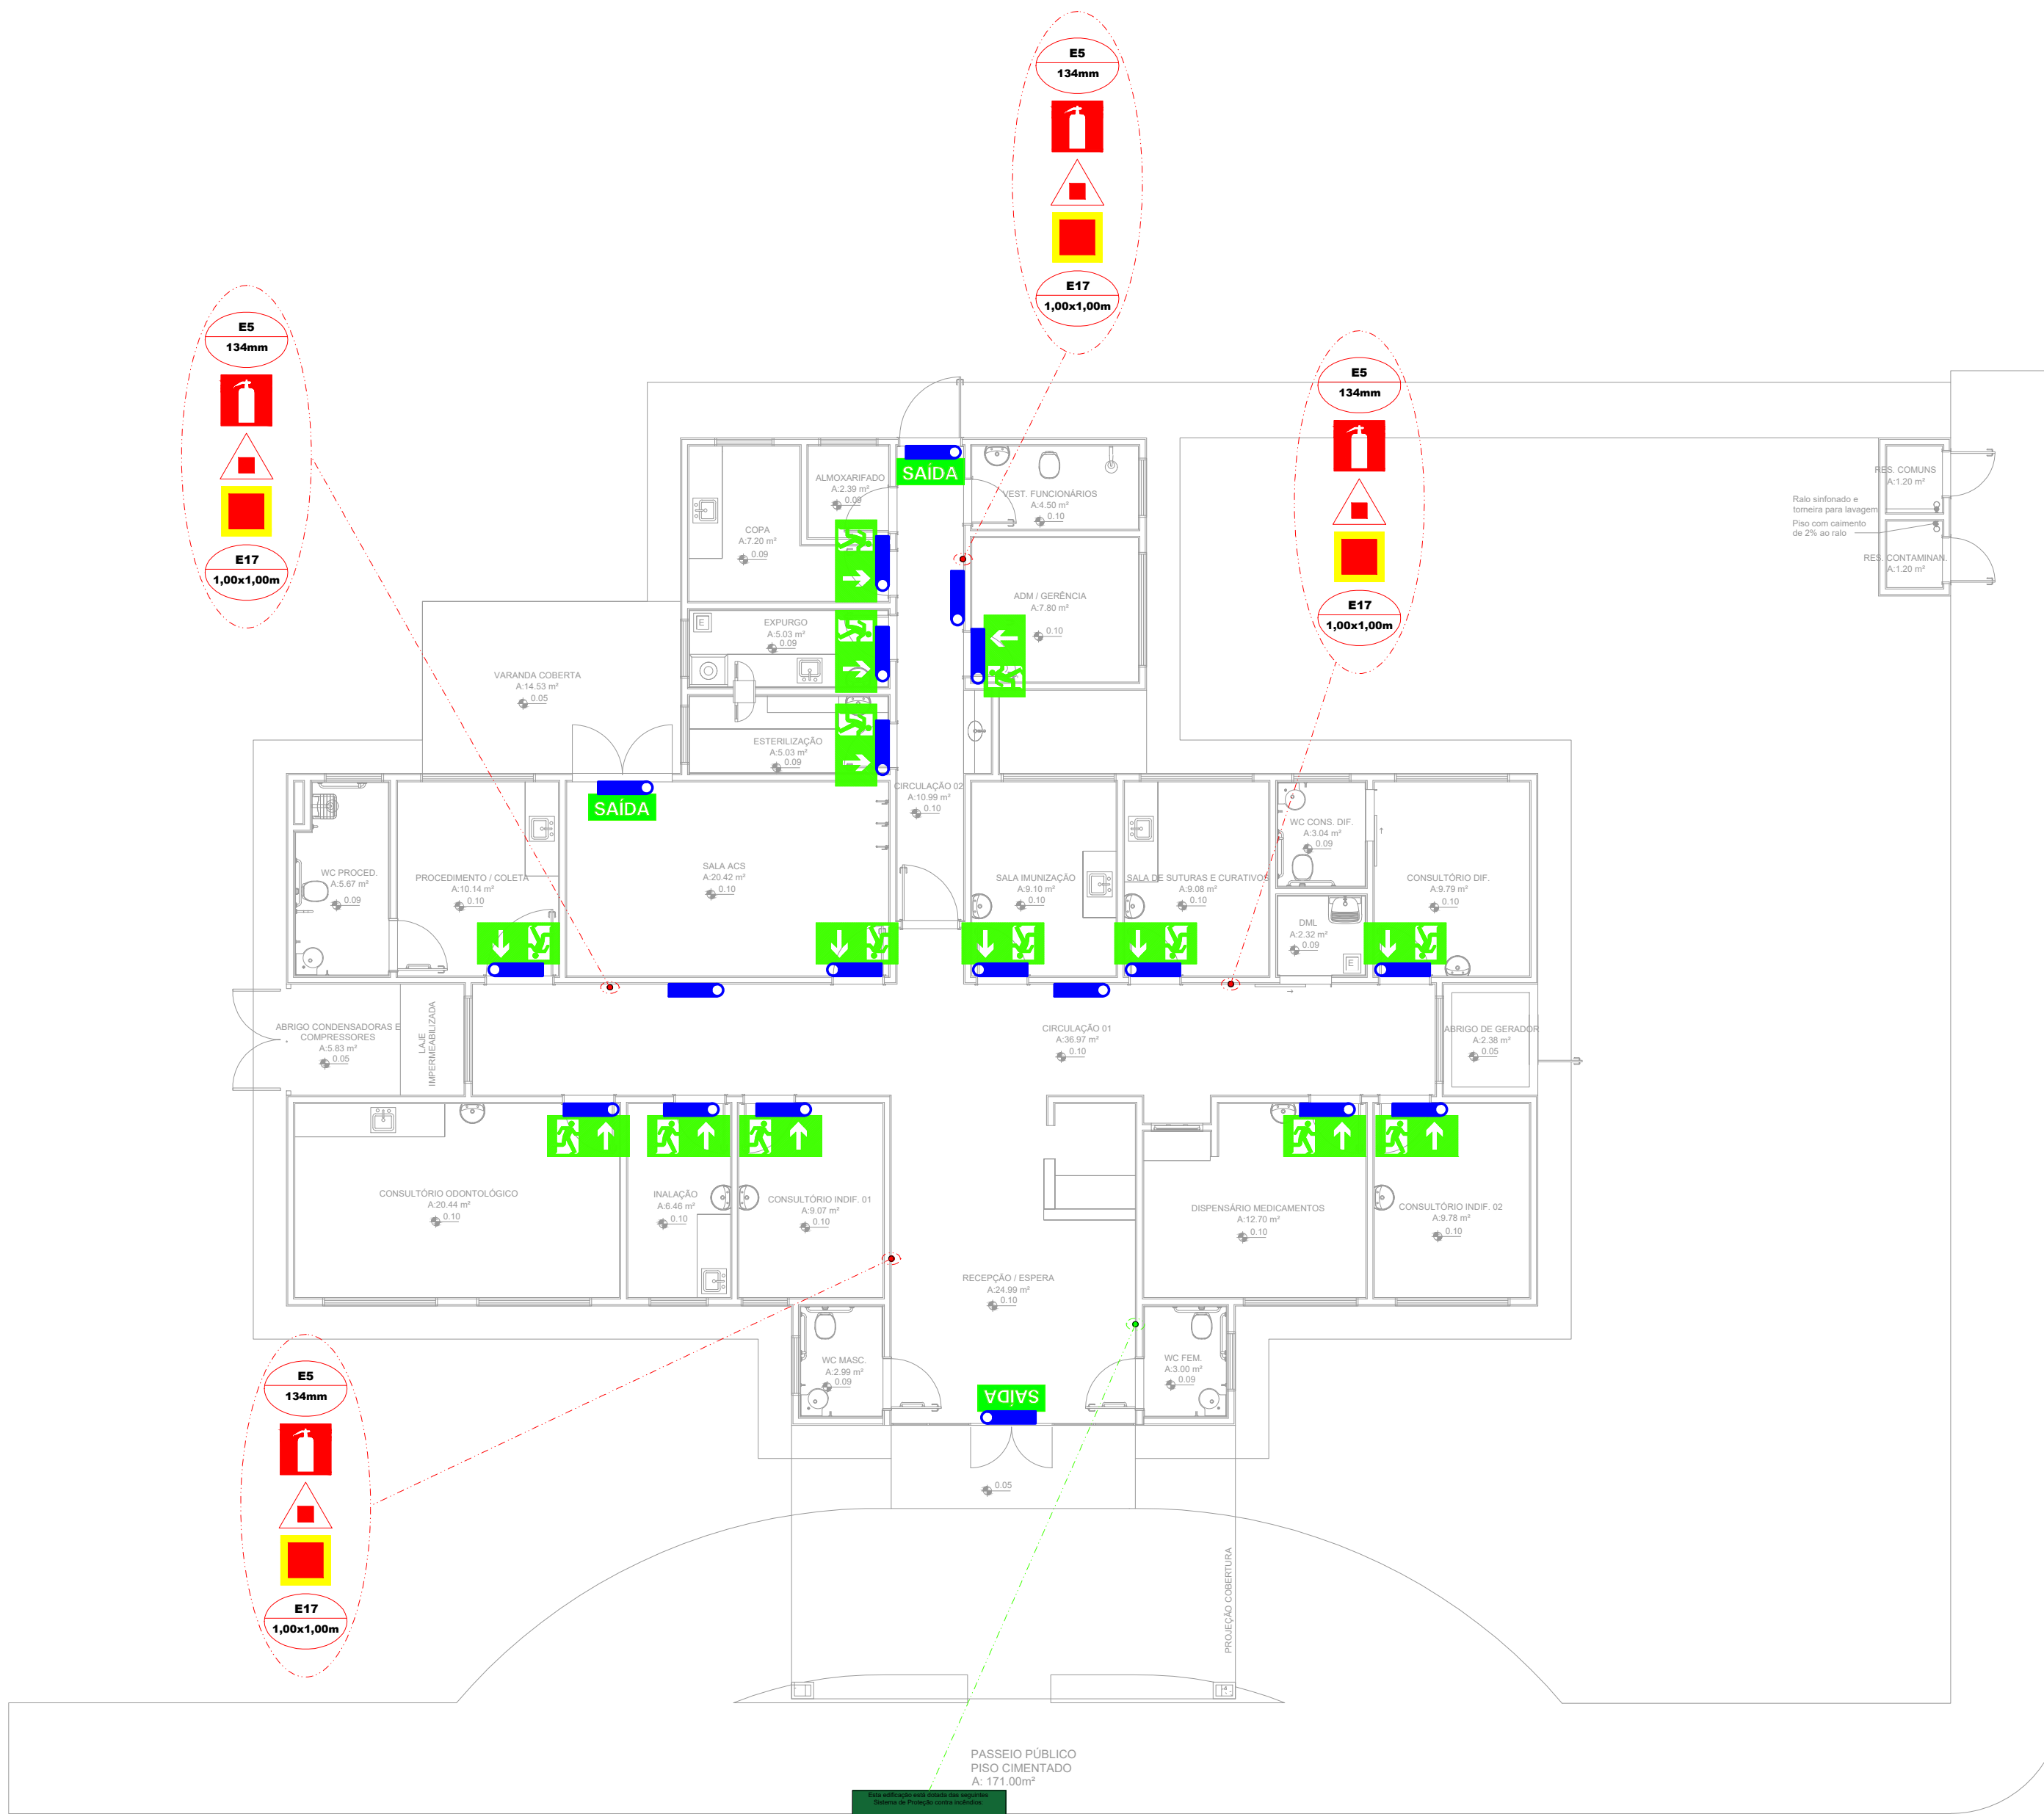 E5
134mm
E17
1,00x1,00m
E5
134mm
E17
1,00x1,00m
E5
134mm
E17
1,00x1,00m
SAÍDA
ALMOXARIFADO
A:2.39 m²
0.09
VEST. FUNCIONÁRIOS
A:4.50 m²
0.10
COPA
A:7.20 m²
0.09
RES. COMUNS
A:1.20 m²
Ralo sinfonado e
torneira para lavagem
Piso com caimento
de 2% ao ralo
RES. CONTAMINAN.
A:1.20 m²
ADM / GERÊNCIA
A:7.80 m²
0.10
E
EXPURGO
A:5.03 m²
0.09
VARANDA COBERTA
A:14.53 m²
0.05
ESTERILIZAÇÃO
A:5.03 m²
0.09
CIRCULAÇÃO 02
A:10.99 m²
0.10
SAÍDA
WC PROCED.
A:5.67 m²
0.09
PROCEDIMENTO / COLETA
A:10.14 m²
0.10
SALA ACS
A:20.42 m²
0.10
SALA IMUNIZAÇÃO
A:9.10 m²
0.10
SALA DE SUTURAS E CURATIVOS
A:9.08 m²
0.10
WC CONS. DIF.
A:3.04 m²
0.09
CONSULTÓRIO DIF.
A:9.79 m²
0.10
DML
A:2.32 m²
0.09
E
ABRIGO CONDENSADORAS E
COMPRESSORES
A:5.83 m²
0.05
LAJE
IMPERMEABILIZADA
CIRCULAÇÃO 01
A:36.97 m²
0.10
ABRIGO DE GERADOR
A:2.38 m²
0.05
CONSULTÓRIO ODONTOLÓGICO
A:20.44 m²
0.10
INALAÇÃO
A:6.46 m²
0.10
CONSULTÓRIO INDIF. 01
A:9.07 m²
0.10
DISPENSÁRIO MEDICAMENTOS
A:12.70 m²
0.10
CONSULTÓRIO INDIF. 02
A:9.78 m²
0.10
RECEPÇÃO / ESPERA
A:24.99 m²
0.10
WC MASC.
A:2.99 m²
0.09
WC FEM.
A:3.00 m²
0.09
SAÍDA
E5
134mm
E17
1,00x1,00m
0.05
PROJEÇÃO COBERTURA
PASSEIO PÚBLICO
PISO CIMENTADO
A: 171.00m²
Esta edificação está dotada das seguintes
Sistema de Proteção contra incêndios: